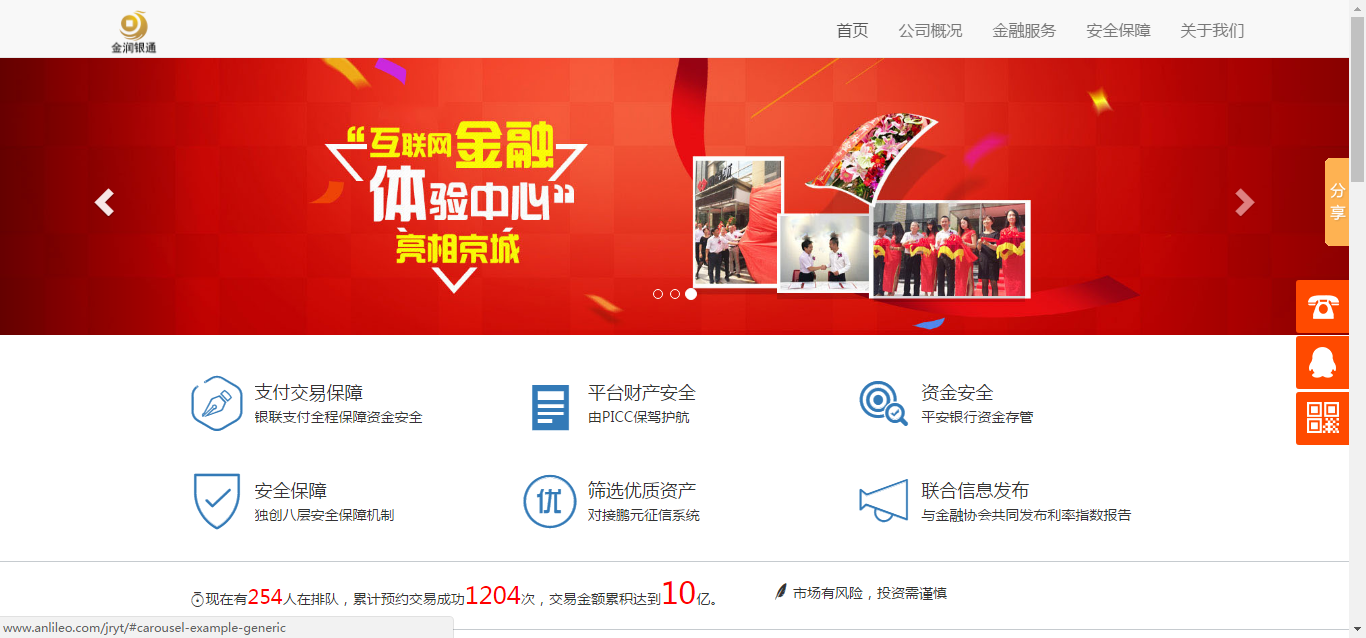 金润银通
首页 公司概况 金融服务 安全保障 关于我们
“互联网金融
体验中心”
亮相京城
分享
支付交易保障
银联支付全程保障资金安全
平台财产安全
由PICC保驾护航
资金安全
平安银行资金存管
安全保障
独创八层安全保障机制
优
筛选优质资产
对接鹏元征信系统
联合信息发布
与金融协会共同发布利率指数报告
现在有254人在排队，累计预约交易成功1204次，交易金额累积达到10亿。
市场有风险，投资需谨慎
www.anlileo.com/jryt/#carousel-example-generic